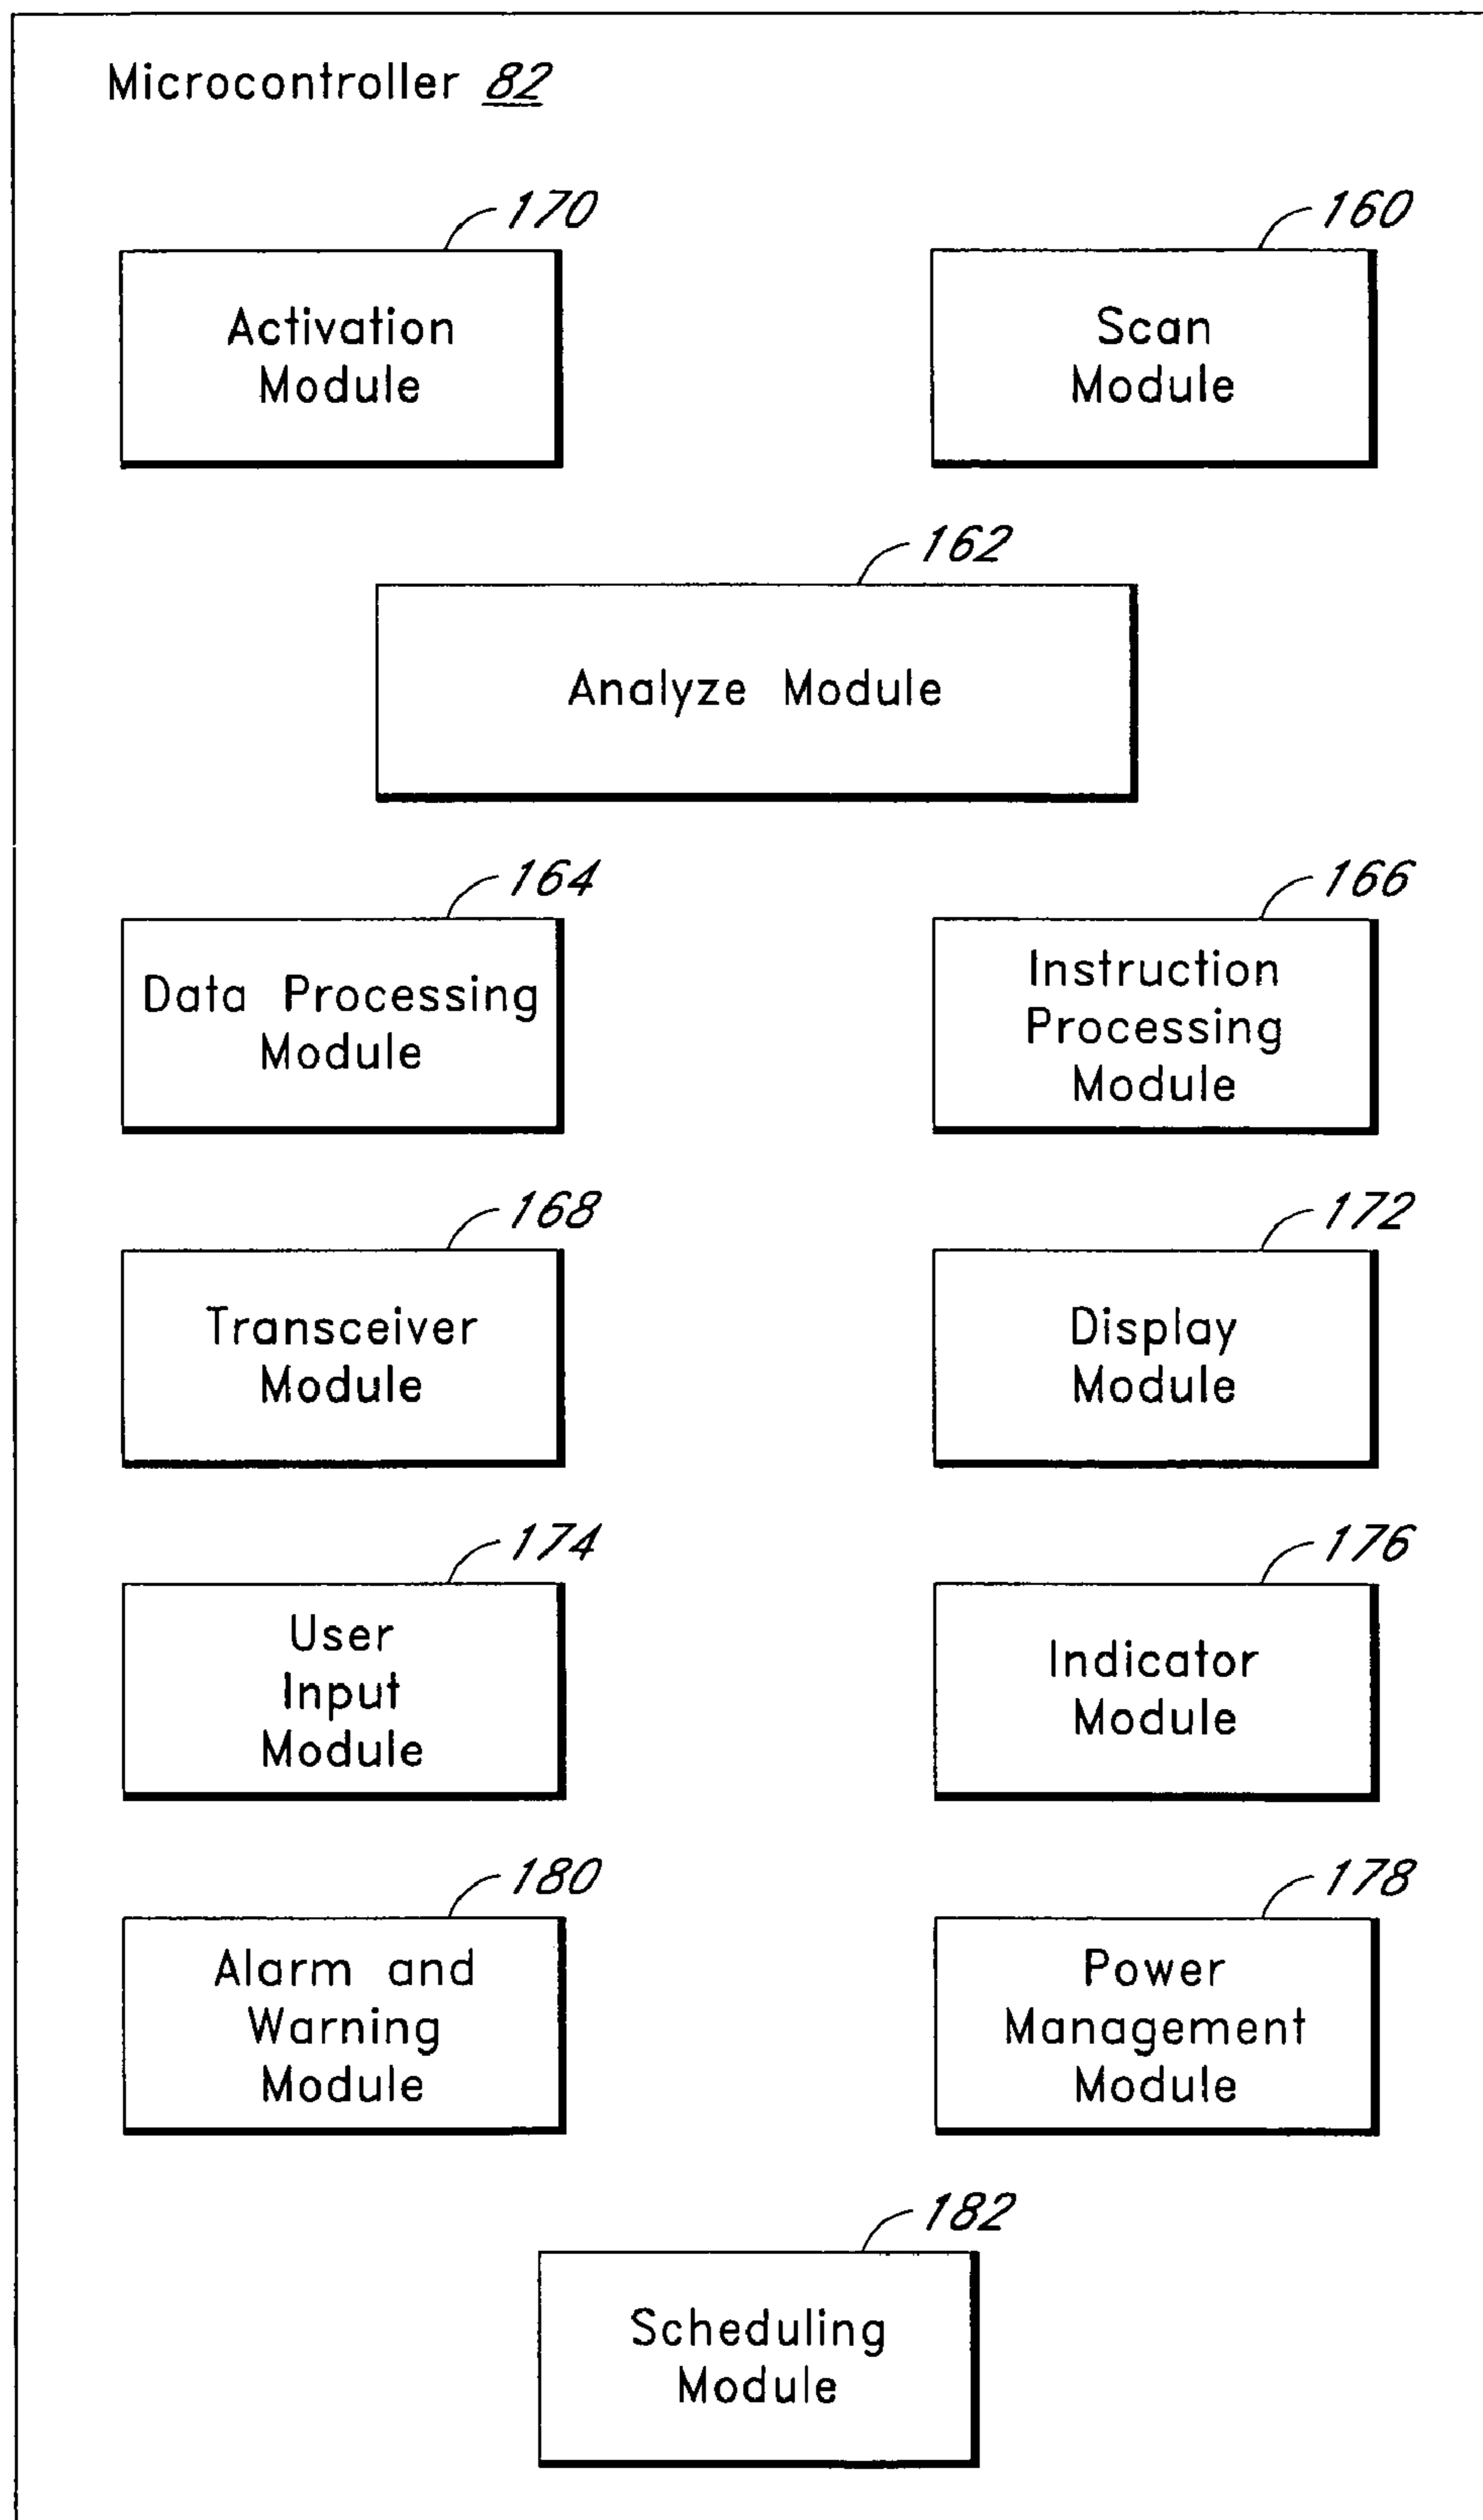 Microcontroller 82
170
160
Activation
Module
Scan
Module
162
Analyze Module
164
166
Data Processing
Module
Instruction
Processing
Module
168
172
Transceiver
Module
Display
Module
174
176
User
Input
Module
Indicator
Module
180
178
Alarm and
Warning
Module
Power
Management
Module
182
Scheduling
Module